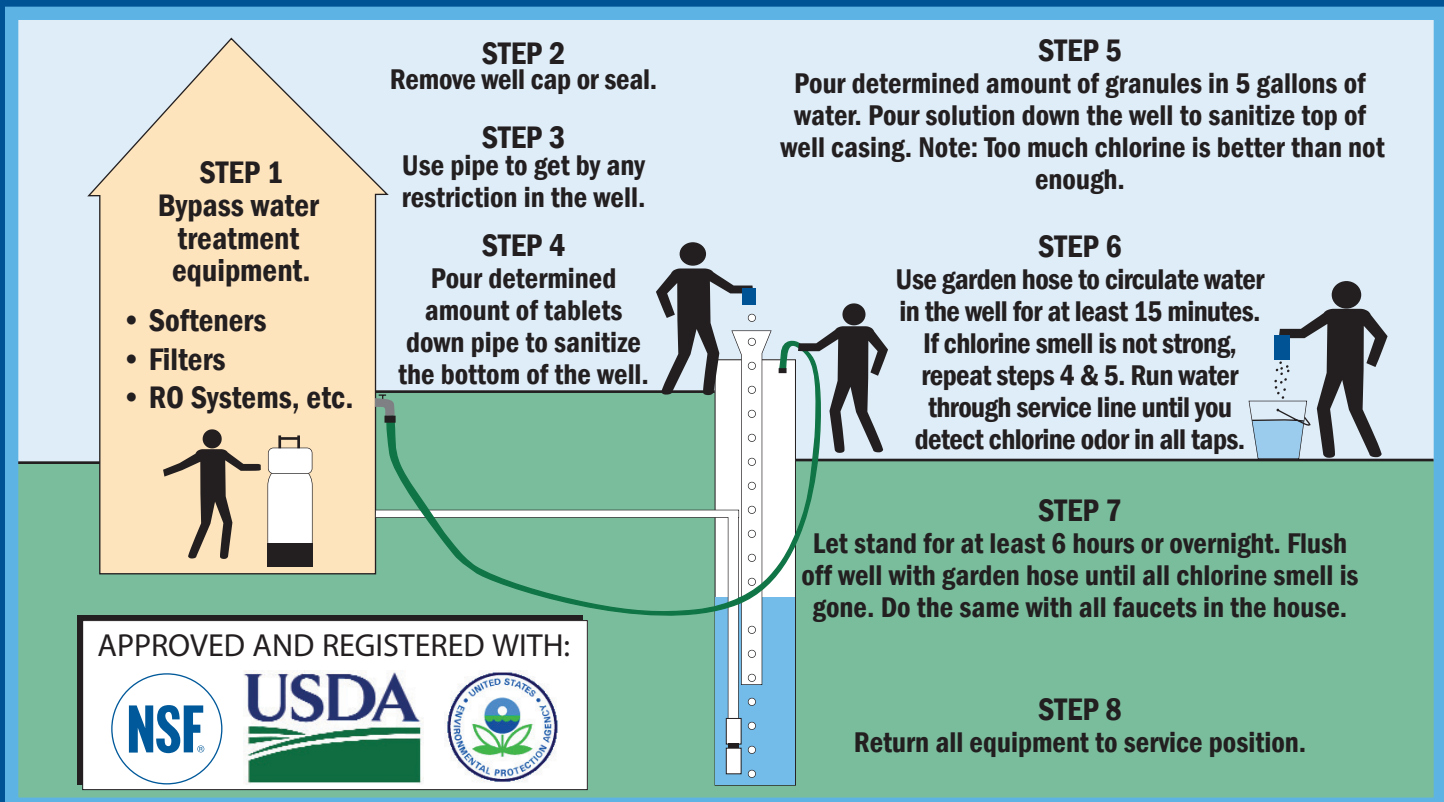 STEP 1
Bypass water
treatment
equipment.
• Softeners
• Filters
• RO Systems, etc.
STEP 2
Remove well cap or seal.
STEP 3
Use pipe to get by any
restriction in the well.
STEP 4
Pour determined
amount of tablets
down pipe to sanitize
the bottom of the well.
STEP 5
Pour determined amount of granules in 5 gallons of
water. Pour solution down the well to sanitize top of
well casing. Note: Too much chlorine is better than not
enough.
STEP 6
Use garden hose to circulate water
in the well for at least 15 minutes.
If chlorine smell is not strong,
repeat steps 4 & 5. Run water
through service line until you
detect chlorine odor in all taps.
STEP 7
Let stand for at least 6 hours or overnight. Flush
off well with garden hose until all chlorine smell is
gone. Do the same with all faucets in the house.
STEP 8
Return all equipment to service position.
APPROVED AND REGISTERED WITH:
NSF®
USDA
UNITED STATES
ENVIRONMENTAL PROTECTION AGENCY